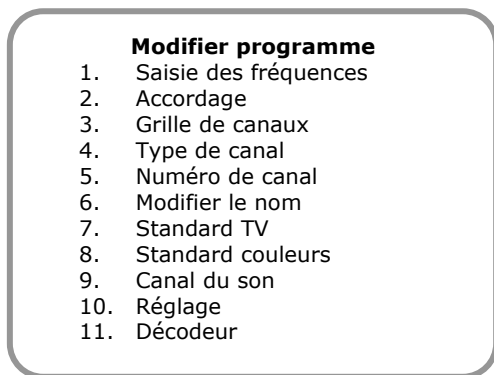 Modifier programme
1. Saisie des fréquences
2. Accordage
3. Grille de canaux
4. Type de canal
5. Numéro de canal
6. Modifier le nom
7. Standard TV
8. Standard couleurs
9. Canal du son
10. Réglage
11. Décodeur